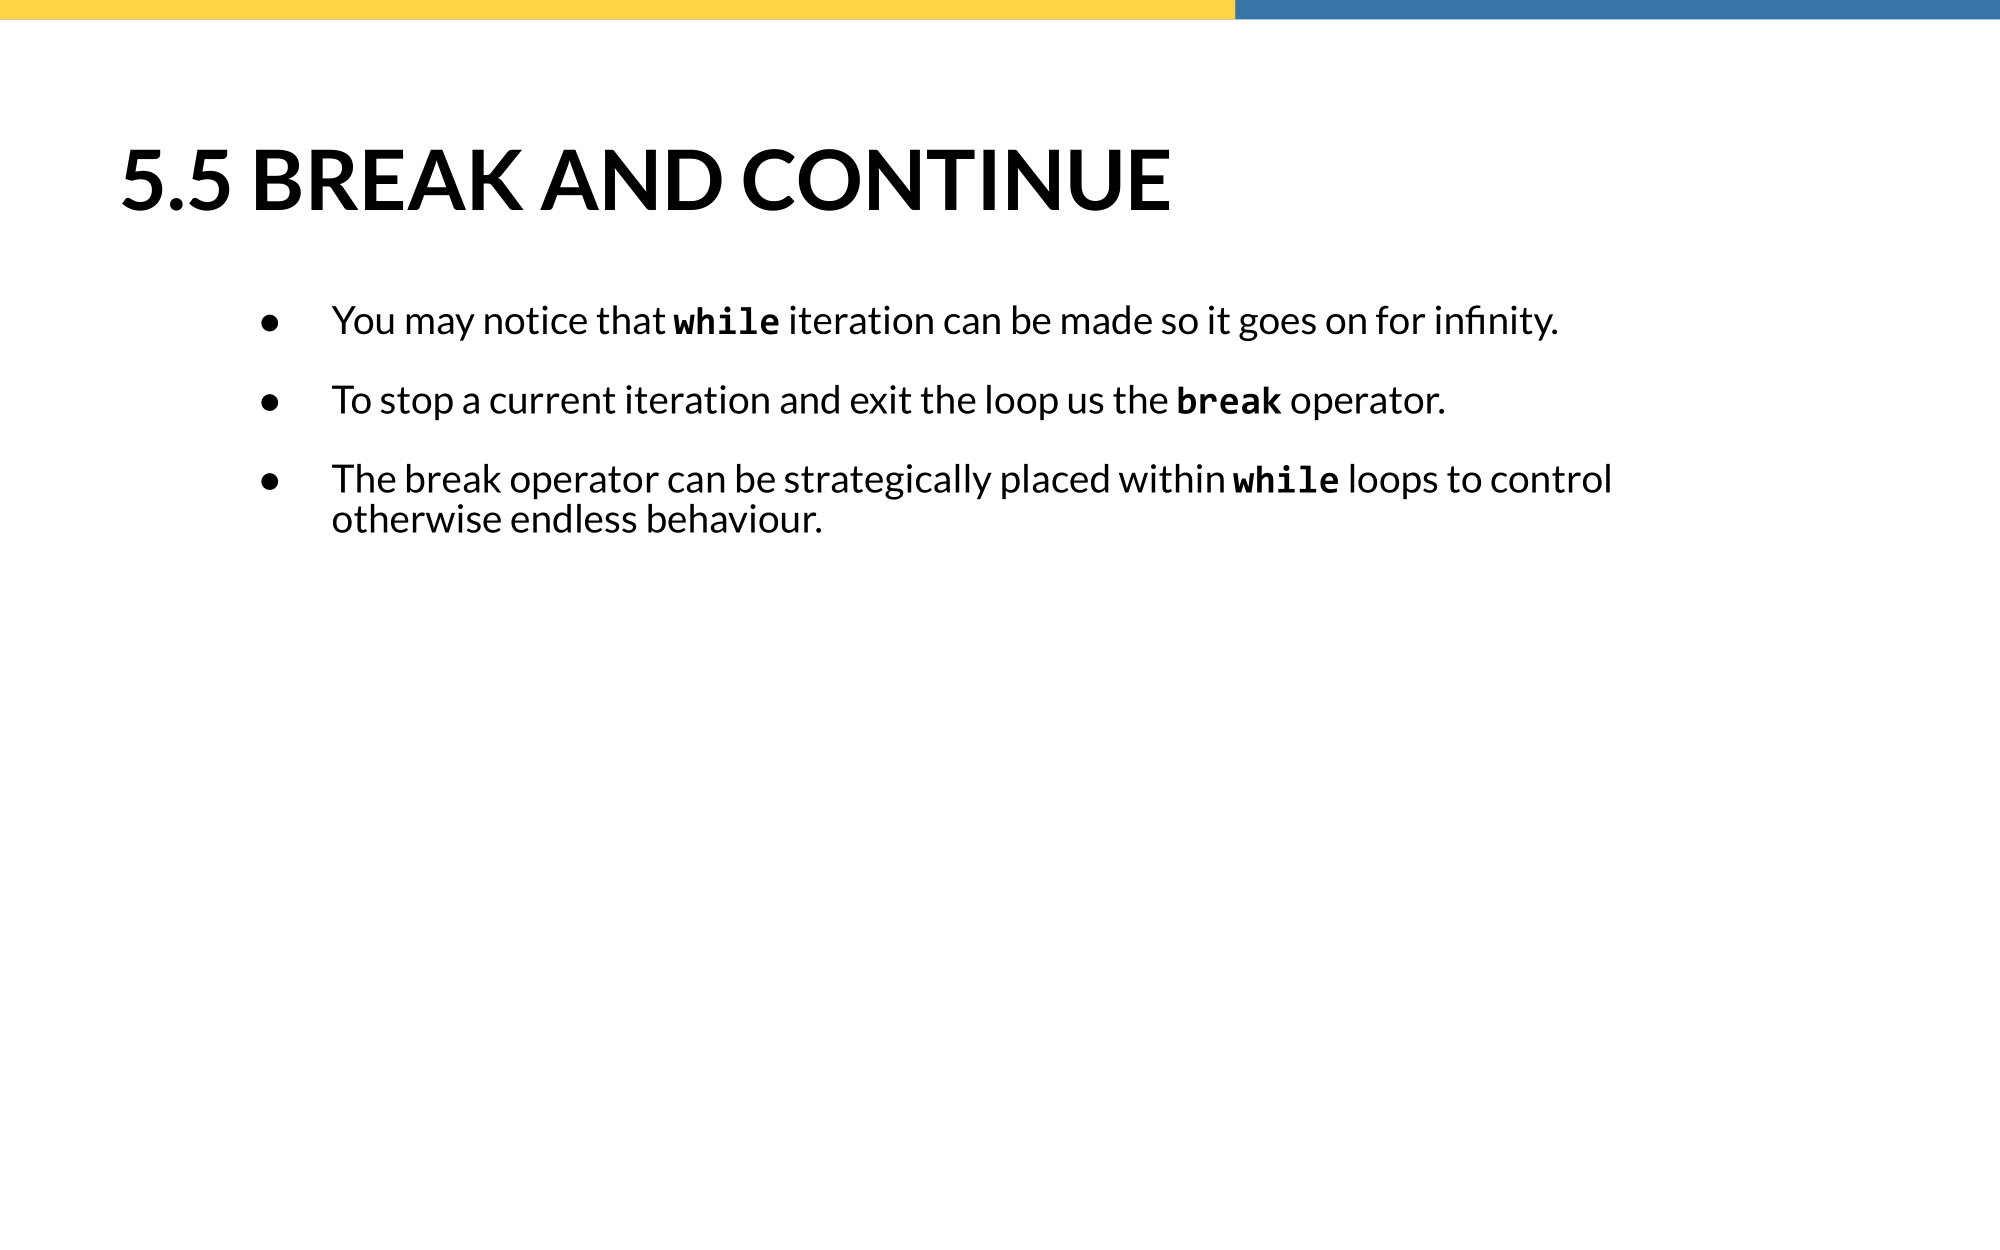 5.5 BREAK AND CONTINUE
● You may notice that while iteration can be made so it goes on for infinity.
● To stop a current iteration and exit the loop us the break operator.
● The break operator can be strategically placed within while loops to control
otherwise endless behaviour.